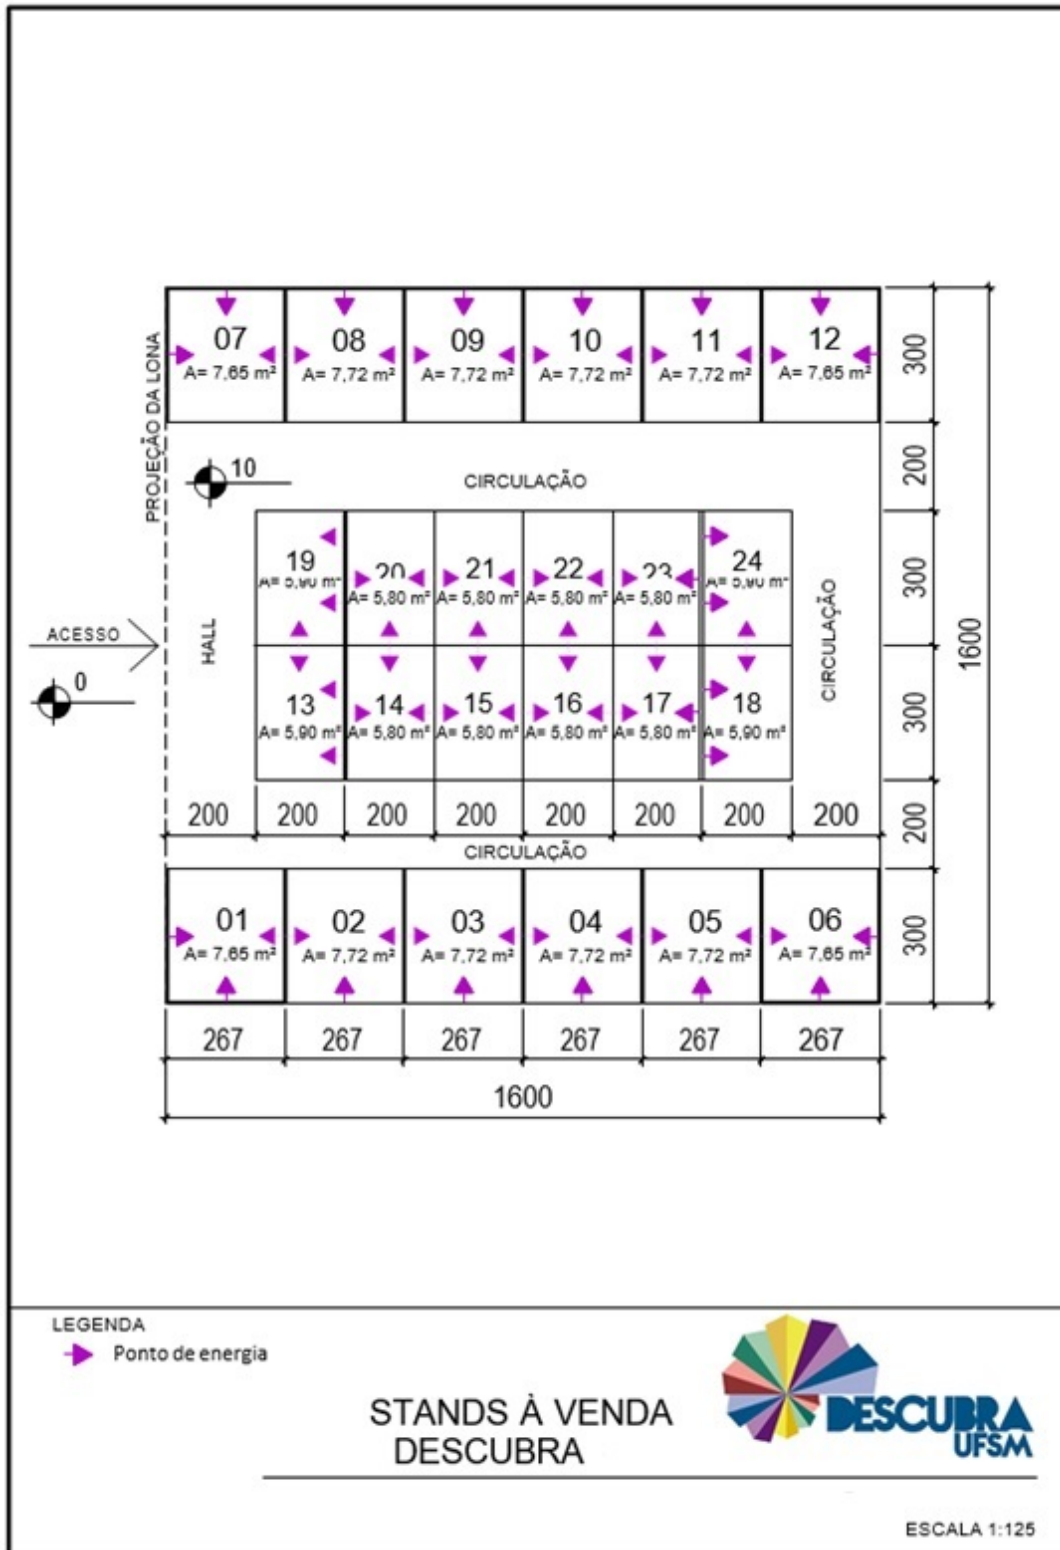 07 08 09 10 11 12
A= 7,65 m² A= 7,72 m² A= 7,72 m² A= 7,72 m² A= 7,72 m² A= 7,65 m²
300
PROJEÇÃO DA LONA
10
CIRCULAÇÃO
200
19 20 21 22 23 24
A= 5,90 m² A= 5,80 m² A= 5,80 m² A= 5,80 m² A= 5,80 m² A= 5,90 m²
300
ACESSO
0
HALL
CIRCULAÇÃO
1600
13 14 15 16 17 18
A= 5,90 m² A= 5,80 m² A= 5,80 m² A= 5,80 m² A= 5,80 m² A= 5,90 m²
300
200 200 200 200 200 200 200 200
200
CIRCULAÇÃO
01 02 03 04 05 06
A= 7,65 m² A= 7,72 m² A= 7,72 m² A= 7,72 m² A= 7,72 m² A= 7,65 m²
300
267 267 267 267 267 267
1600
LEGENDA
Ponto de energia
STANDS À VENDA
DESCUBRA
DESCUBRA
UFSM
ESCALA 1:125